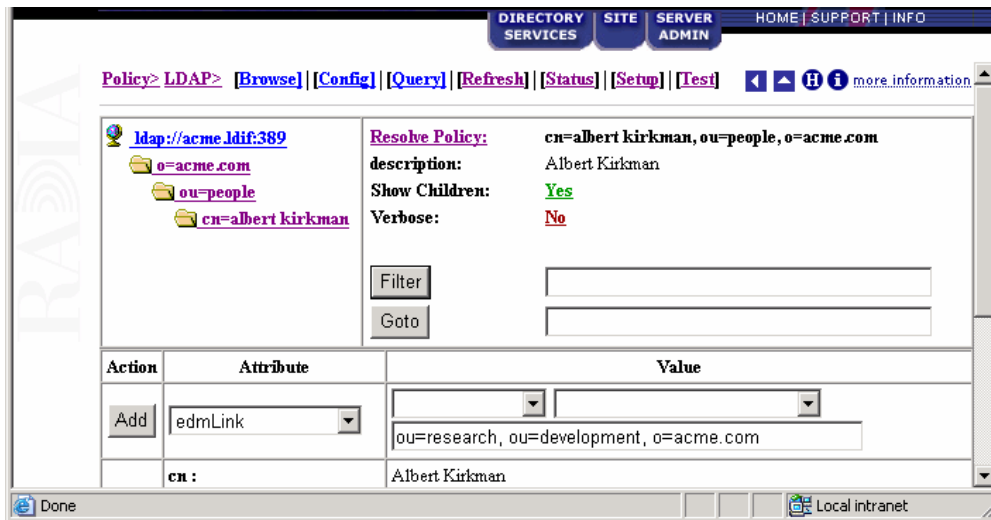 DIRECTORY SERVICES SITE SERVER ADMIN HOME | SUPPORT | INFO
Policy> LDAP> [Browse] | [Config] | [Query] | [Refresh] | [Status] | [Setup] | [Test] H i more information
RADIA
ldap://acme.ldif:389
o=acme.com
ou=people
cn=albert kirkman
Resolve Policy: cn=albert kirkman, ou=people, o=acme.com
description: Albert Kirkman
Show Children: Yes
Verbose: No
Filter
Goto
Action Attribute Value
Add edmLink
ou=research, ou=development, o=acme.com
cn : Albert Kirkman
Done Local intranet